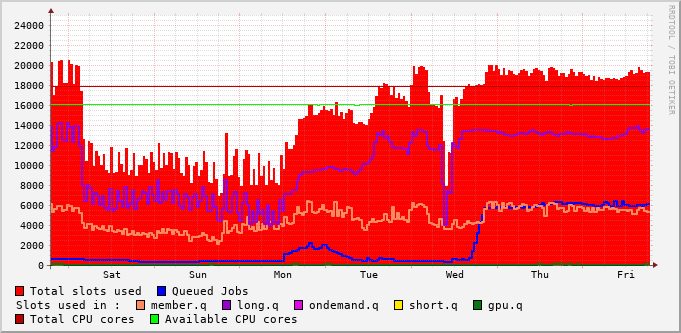 24000
22000
20000
18000
16000
14000
12000
10000
8000
6000
4000
2000
0
Sat Sun Mon Tue Wed Thu Fri
Total slots used Queued Jobs
Slots used in : member.q long.q ondemand.q short.q gpu.q
Total CPU cores Available CPU cores
RRDTOOL / TOBI OETIKER